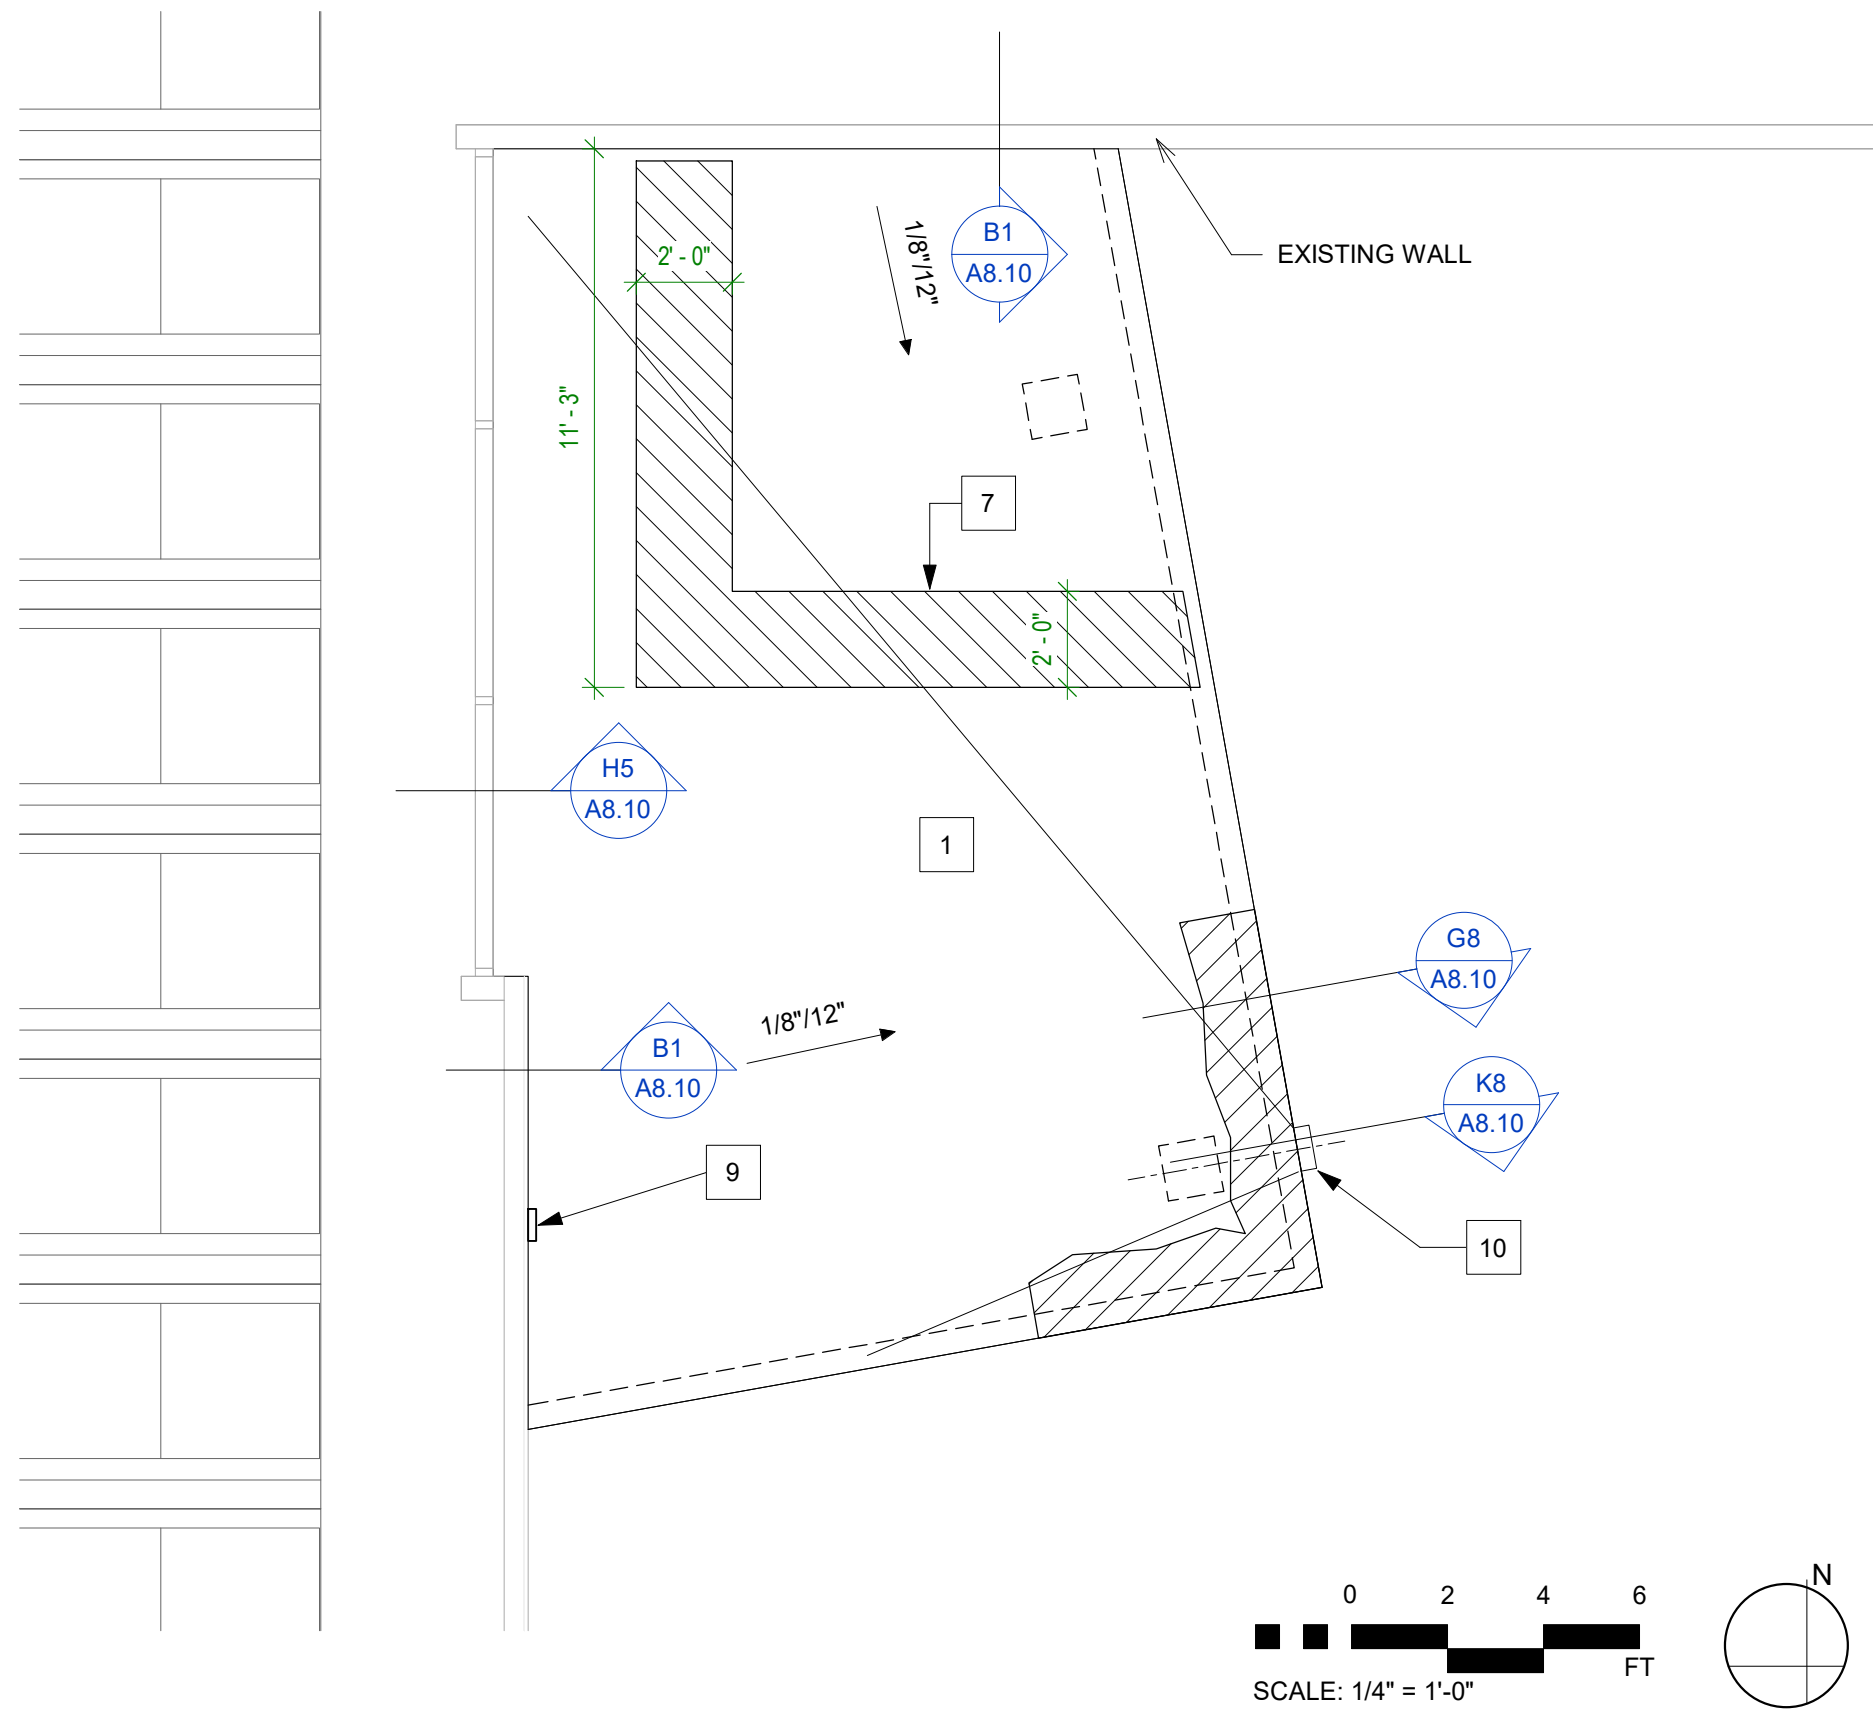 B1
A8.10
1/8"/12"
EXISTING WALL
2' - 0"
11' - 3"
7
2' - 0"
H5
A8.10
1
G8
A8.10
B1
A8.10
1/8"/12"
K8
A8.10
9
10
N
0 2 4 6
FT
SCALE: 1/4" = 1'-0"